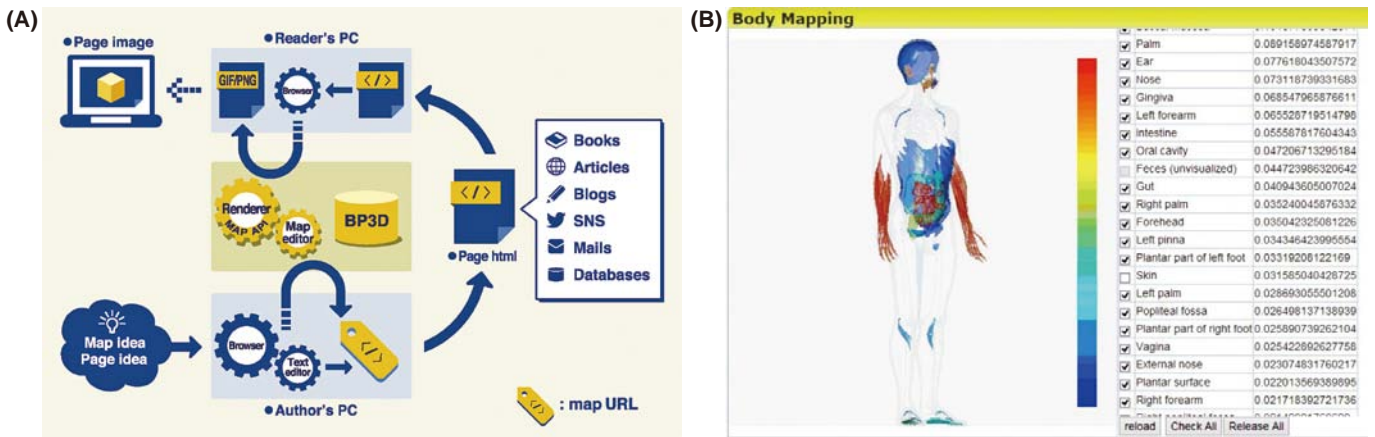 (A)
Page image
Reader's PC
GIF/PNG
Browser
</>
Renderer
MAP API
Map
editor
BP3D
</>
Page html
Books
Articles
Blogs
SNS
Mails
Databases
Map idea
Page idea
Browser
Text
editor
</>
Author's PC
</>
: map URL
(B)
Body Mapping
Palm 0.089158974587917
Ear 0.077618043507572
Nose 0.073118739331683
Gingiva 0.068547965876611
Left forearm 0.065528719514798
Intestine 0.055587817604343
Oral cavity 0.047206713295184
Feces (unvisualized) 0.044723986320642
Gut 0.040943605007024
Right palm 0.035240045876332
Forehead 0.035042325081226
Left pinna 0.034346423995554
Plantar part of left foot 0.03319208122169
Skin 0.031585040428725
Left palm 0.028693055501208
Popliteal fossa 0.026498137138939
Plantar part of right foot 0.025890739262104
Vagina 0.025422892627758
External nose 0.023074831760217
Plantar surface 0.022013569389895
Right forearm 0.021718392721736
reload Check All Release All